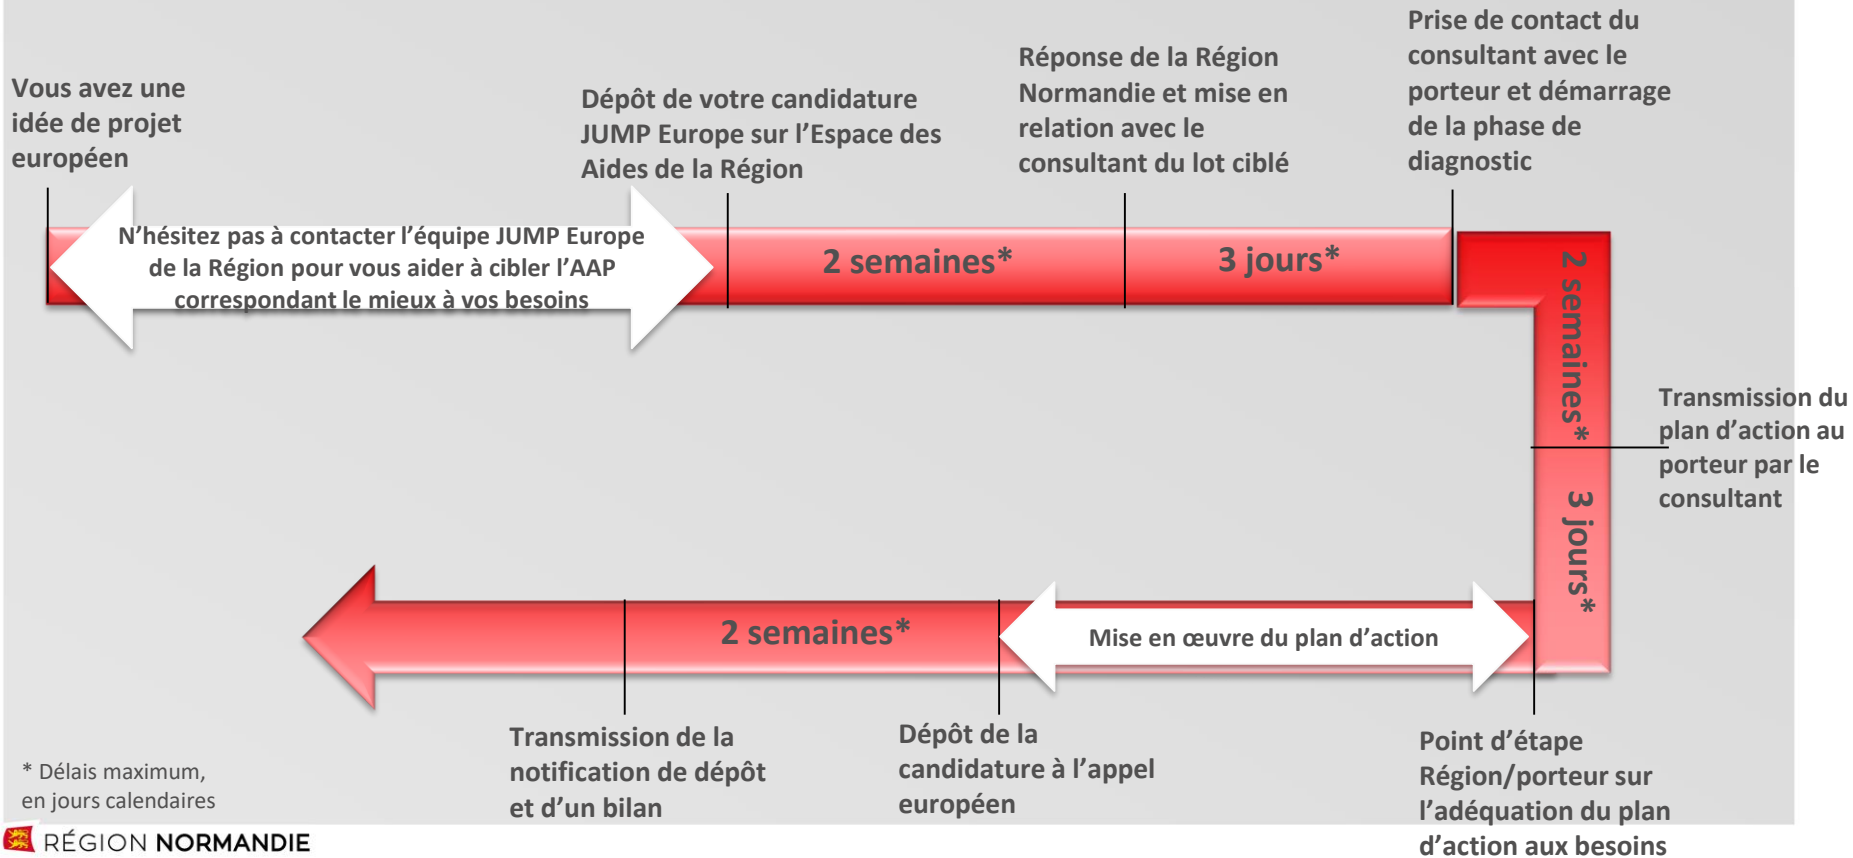 Vous avez une
idée de projet
européen
N’hésitez pas à contacter l’équipe JUMP Europe
de la Région pour vous aider à cibler l’AAP
correspondant le mieux à vos besoins
Dépôt de votre candidature
JUMP Europe sur l’Espace des
Aides de la Région
2 semaines*
Réponse de la Région
Normandie et mise en
relation avec le
consultant du lot ciblé
3 jours*
Prise de contact du
consultant avec le
porteur et démarrage
de la phase de
diagnostic
2 semaines*
Transmission du
plan d’action au
porteur par le
consultant
3 jours*
Point d’étape
Région/porteur sur
l’adéquation du plan
d’action aux besoins
Mise en œuvre du plan d’action
Dépôt de la
candidature à l’appel
européen
2 semaines*
Transmission de la
notification de dépôt
et d’un bilan
* Délais maximum,
en jours calendaires
RÉGION NORMANDIE